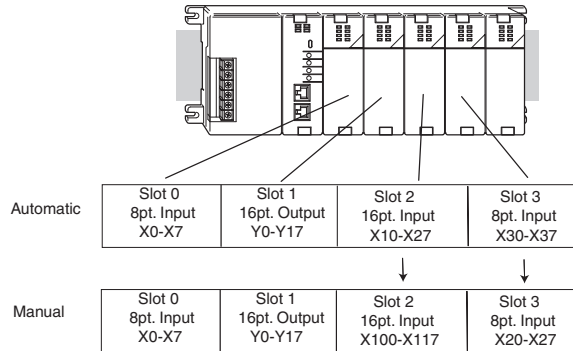 Automatic
Slot 0
8pt. Input
X0-X7
Slot 1
16pt. Output
Y0-Y17
Slot 2
16pt. Input
X10-X27
Slot 3
8pt. Input
X30-X37
Manual
Slot 0
8pt. Input
X0-X7
Slot 1
16pt. Output
Y0-Y17
Slot 2
16pt. Input
X100-X117
Slot 3
8pt. Input
X20-X27